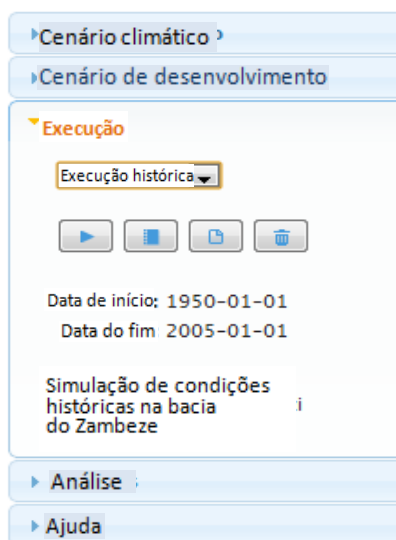 Cenário climático
Cenário de desenvolvimento
Execução
Execução histórica
Data de início: 1950-01-01
Data do fim 2005-01-01
Simulação de condições
históricas na bacia
do Zambeze
Análise
Ajuda